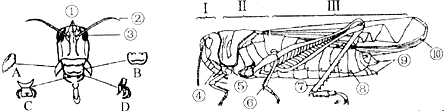 Ⅰ Ⅱ Ⅲ
① ② ③
A B
C D
④ ⑤ ⑥ ⑦ ⑧ ⑨ ⑩